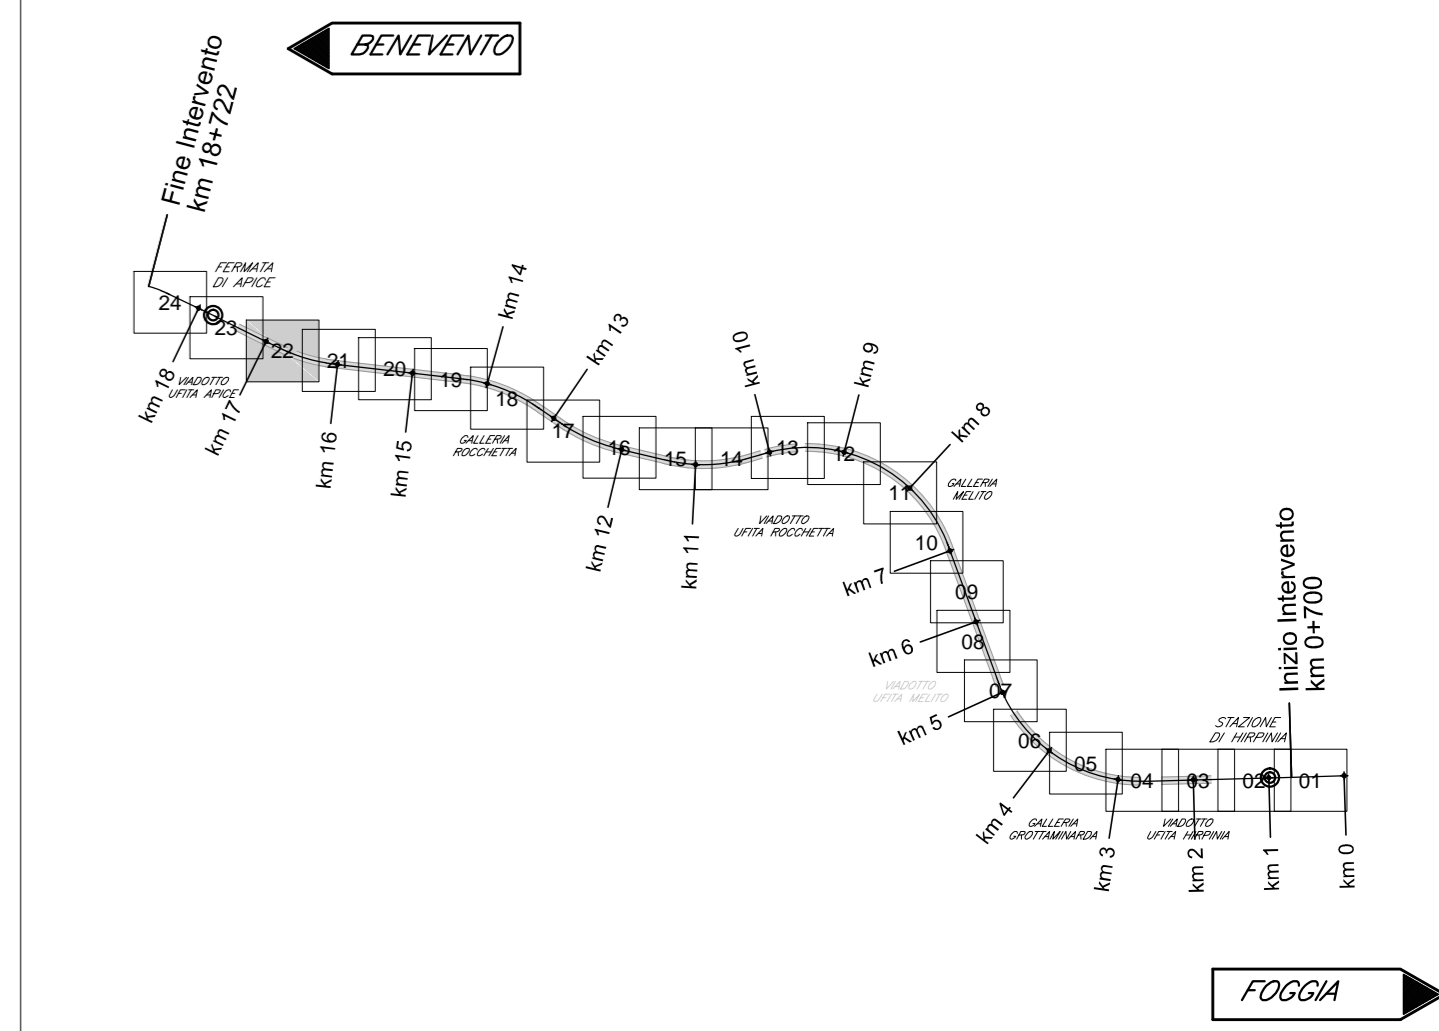 BENEVENTO
Fine Intervento
km 18+722
FERMATA
DI APICE
24
23
22
21
20
19
18
17
16
15
14
13
12
11
10
09
08
07
06
05
04
03
02
01
km 18
VIADOTTO
UFITA APICE
km 17
km 16
km 15
km 14
GALLERIA
ROCCHETTA
km 13
km 12
km 11
km 10
VIADOTTO
UFITA ROCCHETTA
km 9
km 8
GALLERIA
MELITO
km 7
km 6
VIADOTTO
UFITA MELITO
km 5
km 4
GALLERIA
GROTTAMINARDA
km 3
VIADOTTO
UFITA HIRPINIA
km 2
km 1
km 0
STAZIONE
DI HIRPINIA
Inizio Intervento
km 0+700
FOGGIA